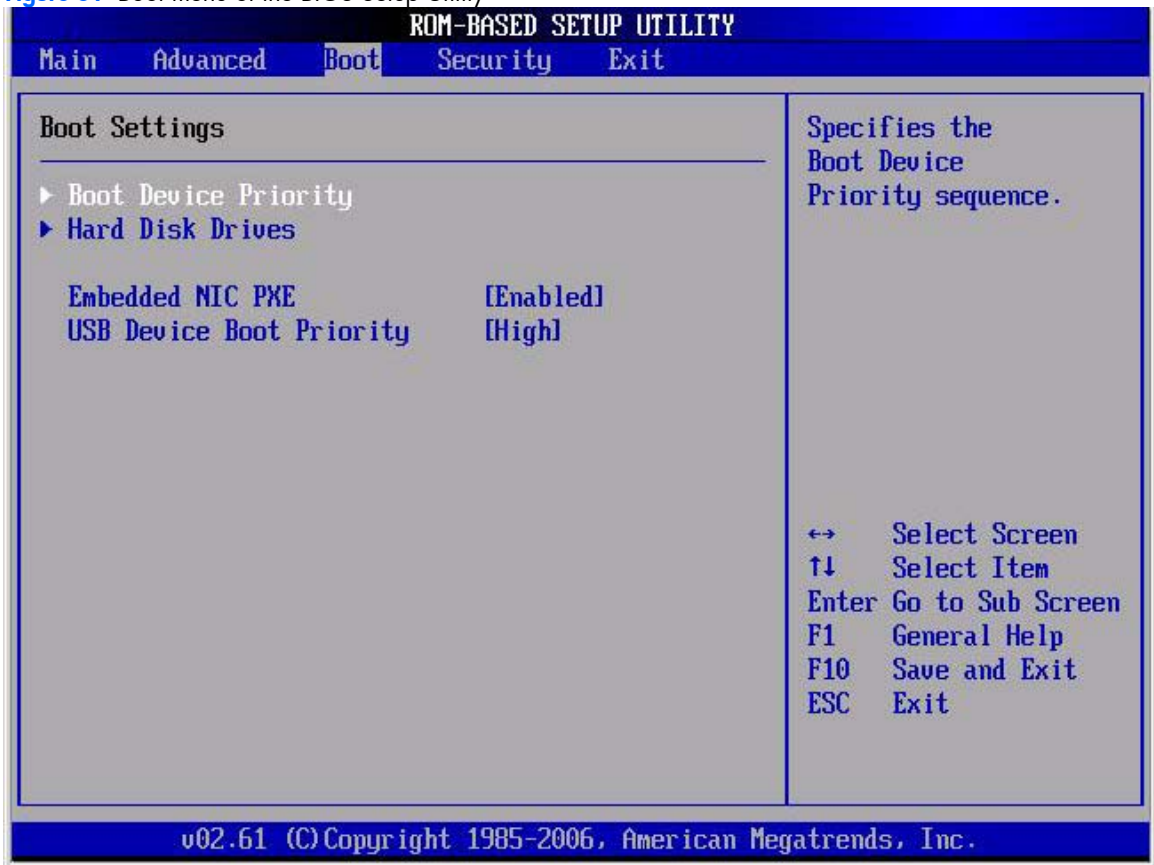 ROM-BASED SETUP UTILITY
Main Advanced Boot Security Exit
Boot Settings
Boot Device Priority
Hard Disk Drives
Embedded NIC PXE [Enabled]
USB Device Boot Priority [High]
Specifies the
Boot Device
Priority sequence.
↔ Select Screen
↑↓ Select Item
Enter Go to Sub Screen
F1 General Help
F10 Save and Exit
ESC Exit
v02.61 (C)Copyright 1985-2006, American Megatrends, Inc.